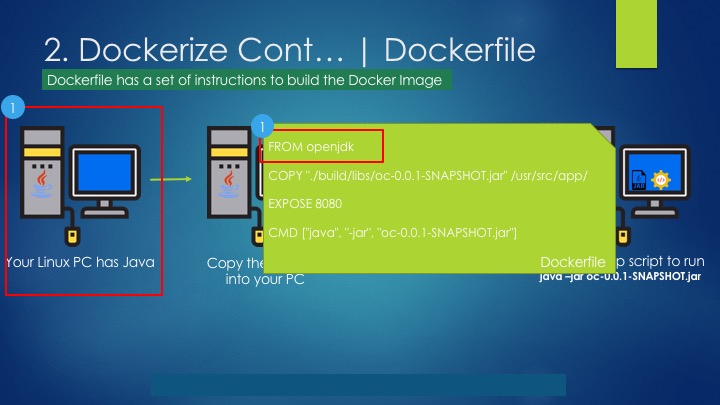 2. Dockerize Cont… | Dockerfile
Dockerfile has a set of instructions to build the Docker Image
1
1
FROM openjdk
COPY "./build/libs/oc-0.0.1-SNAPSHOT.jar" /usr/src/app/
EXPOSE 8080
CMD ["java", "-jar", "oc-0.0.1-SNAPSHOT.jar"]
Dockerfile
Java
Java
JAR
Your Linux PC has Java
Copy the
into your PC
script to run
java –jar oc-0.0.1-SNAPSHOT.jar